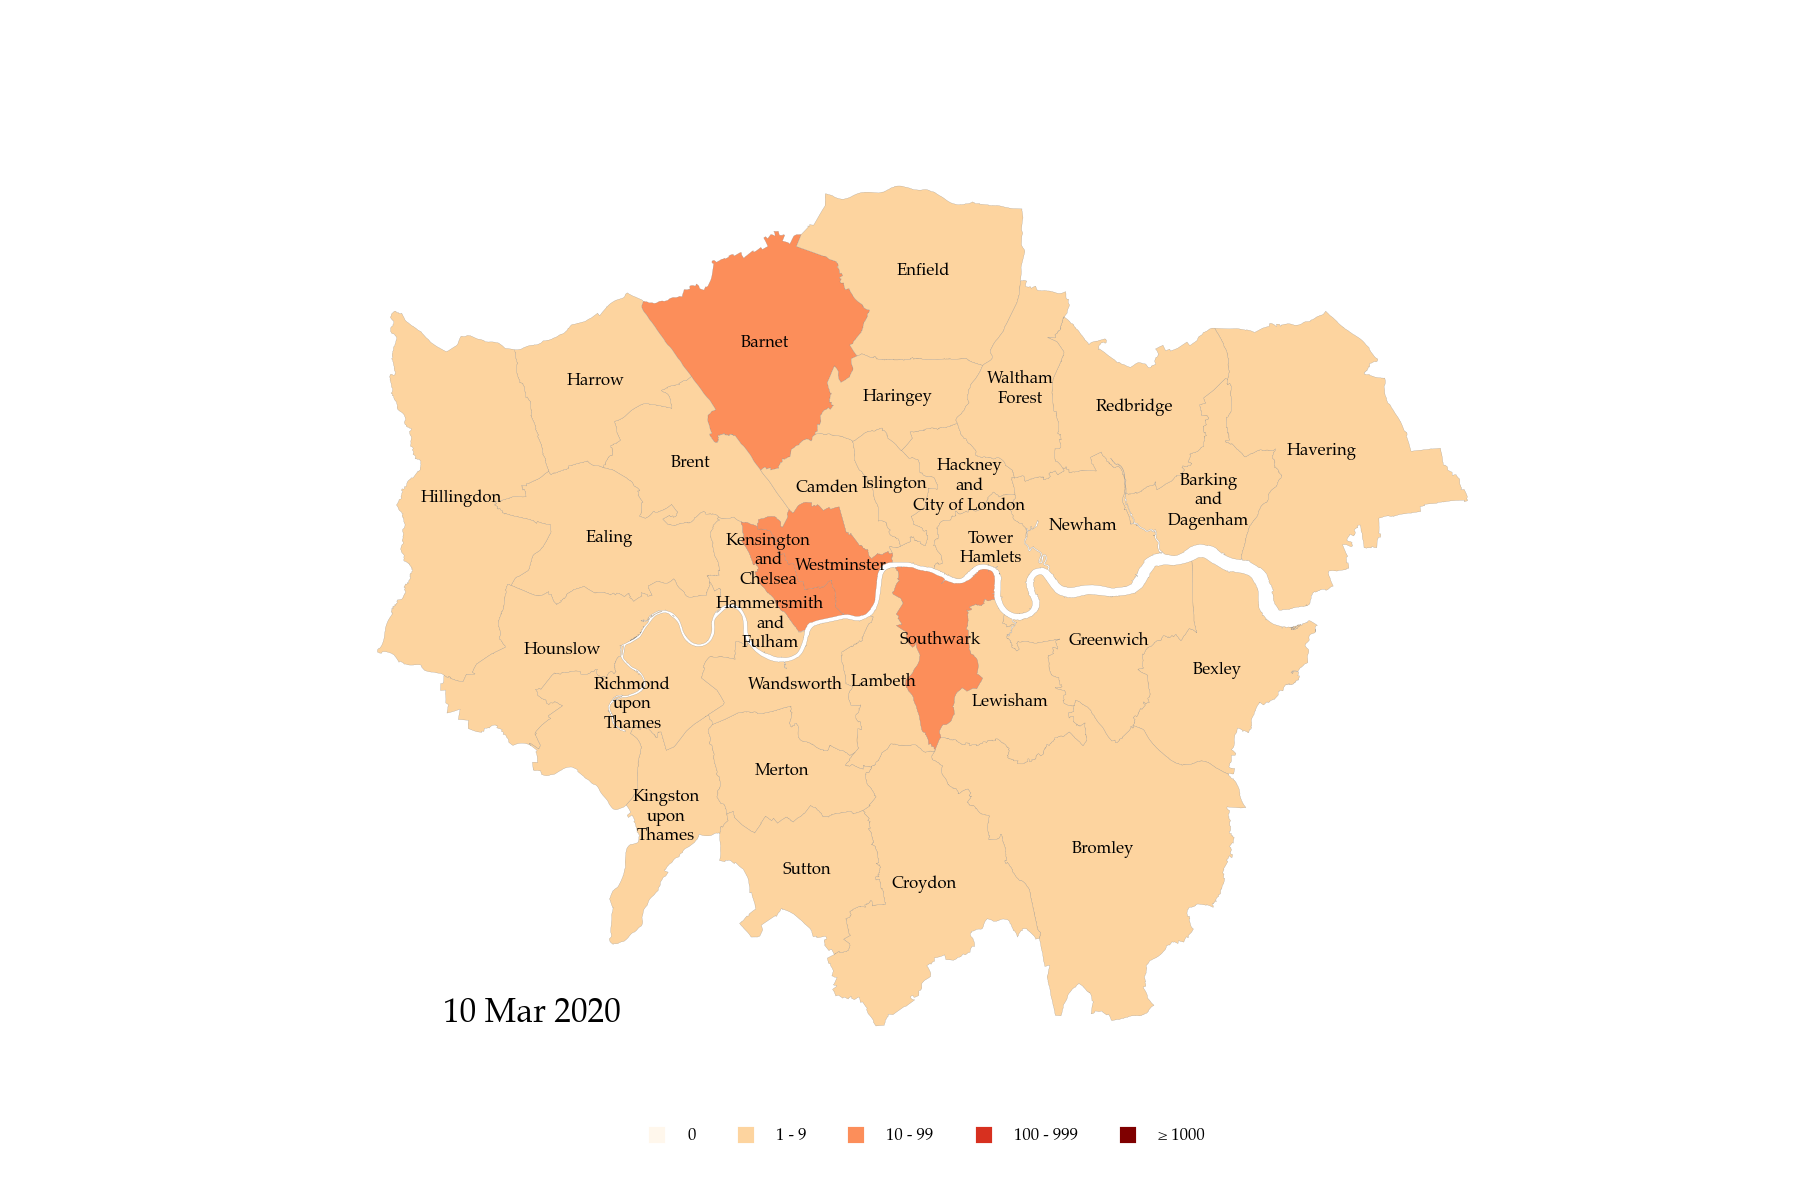 Enfield
Barnet
Harrow
Haringey
Waltham
Forest
Redbridge
Havering
Brent
Hillingdon
Camden
Islington
Hackney
and
City of London
Barking
and
Dagenham
Newham
Ealing
Kensington
and
Chelsea
Westminster
Tower
Hamlets
Hammersmith
and
Fulham
Hounslow
Southwark
Greenwich
Bexley
Richmond
upon
Thames
Wandsworth
Lambeth
Lewisham
Merton
Kingston
upon
Thames
Bromley
Sutton
Croydon
10 Mar 2020
0 1 - 9 10 - 99 100 - 999 ≥ 1000